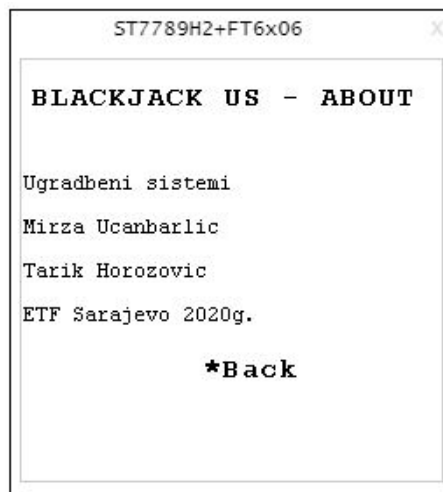 ST7789H2+FT6x06 X
BLACKJACK US - ABOUT
Ugradbeni sistemi
Mirza Ucanbarlic
Tarik Horozovic
ETF Sarajevo 2020g.
*Back